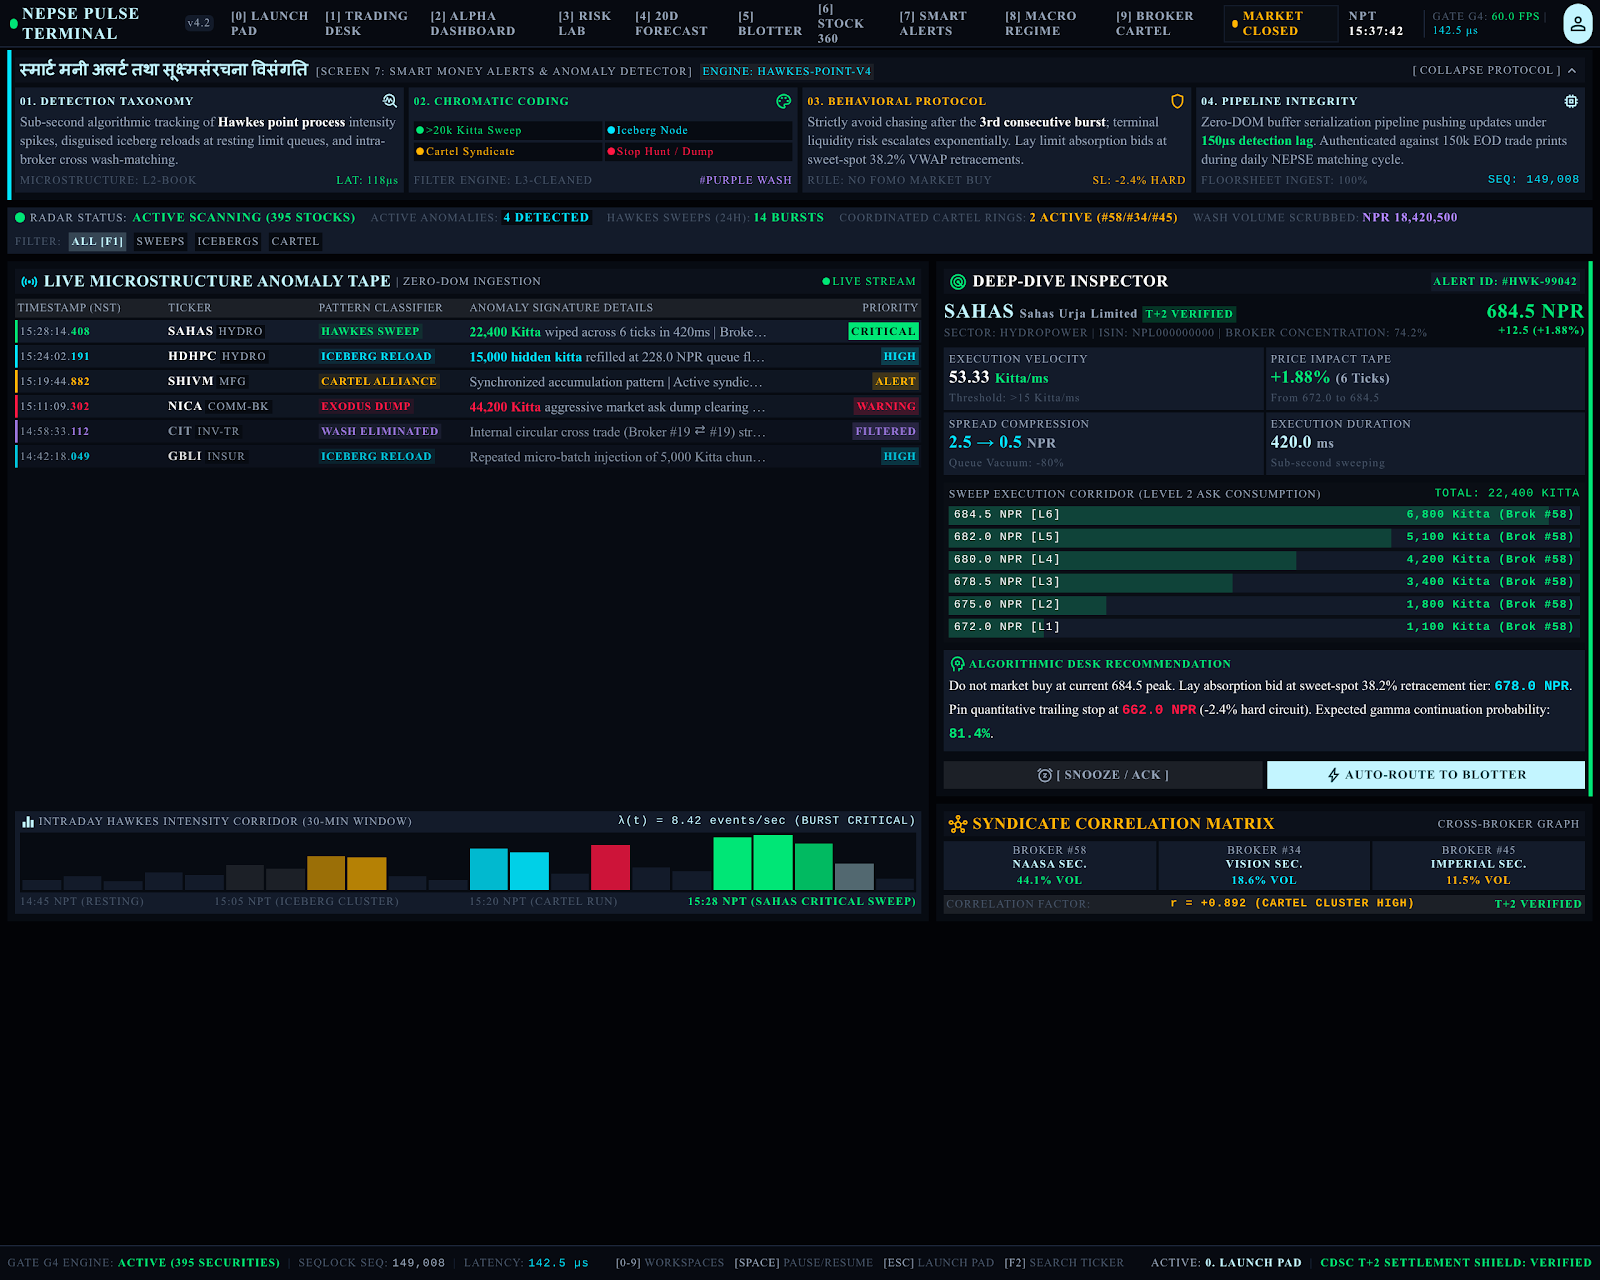 NEPSE PULSE TERMINAL
v4.2
[0] LAUNCH PAD
[1] TRADING DESK
[2] ALPHA DASHBOARD
[3] RISK LAB
[4] 20D FORECAST
[5] BLOTTER
[6] STOCK 360
[7] SMART ALERTS
[8] MACRO REGIME
[9] BROKER CARTEL
MARKET CLOSED
NPT 15:37:42
GATE G4: 60.0 FPS | 142.5 µs
स्मार्ट मनी अलर्ट तथा सूक्ष्मसंरचना विसंगति [SCREEN 7: SMART MONEY ALERTS & ANOMALY DETECTOR] ENGINE: HAWKES-POINT-V4
[ COLLAPSE PROTOCOL ]
01. DETECTION TAXONOMY
Sub-second algorithmic tracking of Hawkes point process intensity
spikes, disguised iceberg reloads at resting limit queues, and intra-
broker cross wash-matching.
MICROSTRUCTURE: L2-BOOK LAT: 118µs
02. CHROMATIC CODING
>20k Kitta Sweep
Iceberg Node
Cartel Syndicate
Stop Hunt / Dump
FILTER ENGINE: L3-CLEANED #PURPLE WASH
03. BEHAVIORAL PROTOCOL
Strictly avoid chasing after the 3rd consecutive burst; terminal
liquidity risk escalates exponentially. Lay limit absorption bids at
sweet-spot 38.2% VWAP retracements.
RULE: NO FOMO MARKET BUY SL: -2.4% HARD
04. PIPELINE INTEGRITY
Zero-DOM buffer serialization pipeline pushing updates under
150µs detection lag. Authenticated against 150k EOD trade prints
during daily NEPSE matching cycle.
FLOORSHEET INGEST: 100% SEQ: 149,008
RADAR STATUS: ACTIVE SCANNING (395 STOCKS) ACTIVE ANOMALIES: 4 DETECTED HAWKES SWEEPS (24H): 14 BURSTS COORDINATED CARTEL RINGS: 2 ACTIVE (#58/#34/#45) WASH VOLUME SCRUBBED: NPR 18,420,500
FILTER: ALL [F1] SWEEPS ICEBERGS CARTEL
LIVE MICROSTRUCTURE ANOMALY TAPE | ZERO-DOM INGESTION LIVE STREAM
TIMESTAMP (NST) TICKER PATTERN CLASSIFIER ANOMALY SIGNATURE DETAILS PRIORITY
15:28:14.408 SAHAS HYDRO HAWKES SWEEP 22,400 Kitta wiped across 6 ticks in 420ms | Broke… CRITICAL
15:24:02.191 HDHPC HYDRO ICEBERG RELOAD 15,000 hidden kitta refilled at 228.0 NPR queue fl… HIGH
15:19:44.882 SHIVM MFG CARTEL ALLIANCE Synchronized accumulation pattern | Active syndic… ALERT
15:11:09.302 NICA COMM-BK EXODUS DUMP 44,200 Kitta aggressive market ask dump clearing … WARNING
14:58:33.112 CIT INV-TR WASH ELIMINATED Internal circular cross trade (Broker #19 ⇄ #19) str… FILTERED
14:42:18.049 GBLI INSUR ICEBERG RELOAD Repeated micro-batch injection of 5,000 Kitta chun… HIGH
INTRADAY HAWKES INTENSITY CORRIDOR (30-MIN WINDOW) λ(t) = 8.42 events/sec (BURST CRITICAL)
14:45 NPT (RESTING) 15:05 NPT (ICEBERG CLUSTER) 15:20 NPT (CARTEL RUN) 15:28 NPT (SAHAS CRITICAL SWEEP)
DEEP-DIVE INSPECTOR ALERT ID: #HWK-99042
SAHAS Sahas Urja Limited T+2 VERIFIED 684.5 NPR
SECTOR: HYDROPOWER | ISIN: NPL000000000 | BROKER CONCENTRATION: 74.2% +12.5 (+1.88%)
EXECUTION VELOCITY
53.33 Kitta/ms
Threshold: >15 Kitta/ms
PRICE IMPACT TAPE
+1.88% (6 Ticks)
From 672.0 to 684.5
SPREAD COMPRESSION
2.5 → 0.5 NPR
Queue Vacuum: -80%
EXECUTION DURATION
420.0 ms
Sub-second sweeping
SWEEP EXECUTION CORRIDOR (LEVEL 2 ASK CONSUMPTION) TOTAL: 22,400 KITTA
684.5 NPR [L6] 6,800 Kitta (Brok #58)
682.0 NPR [L5] 5,100 Kitta (Brok #58)
680.0 NPR [L4] 4,200 Kitta (Brok #58)
678.5 NPR [L3] 3,400 Kitta (Brok #58)
675.0 NPR [L2] 1,800 Kitta (Brok #58)
672.0 NPR [L1] 1,100 Kitta (Brok #58)
ALGORITHMIC DESK RECOMMENDATION
Do not market buy at current 684.5 peak. Lay absorption bid at sweet-spot 38.2% retracement tier: 678.0 NPR.
Pin quantitative trailing stop at 662.0 NPR (-2.4% hard circuit). Expected gamma continuation probability:
81.4%.
[ SNOOZE / ACK ]
AUTO-ROUTE TO BLOTTER
SYNDICATE CORRELATION MATRIX CROSS-BROKER GRAPH
BROKER #58
NAASA SEC.
44.1% VOL
BROKER #34
VISION SEC.
18.6% VOL
BROKER #45
IMPERIAL SEC.
11.5% VOL
CORRELATION FACTOR: r = +0.892 (CARTEL CLUSTER HIGH) T+2 VERIFIED
GATE G4 ENGINE: ACTIVE (395 SECURITIES) | SEQLOCK SEQ: 149,008 | LATENCY: 142.5 µs [0-9] WORKSPACES [SPACE] PAUSE/RESUME [ESC] LAUNCH PAD [F2] SEARCH TICKER ACTIVE: 0. LAUNCH PAD | CDSC T+2 SETTLEMENT SHIELD: VERIFIED